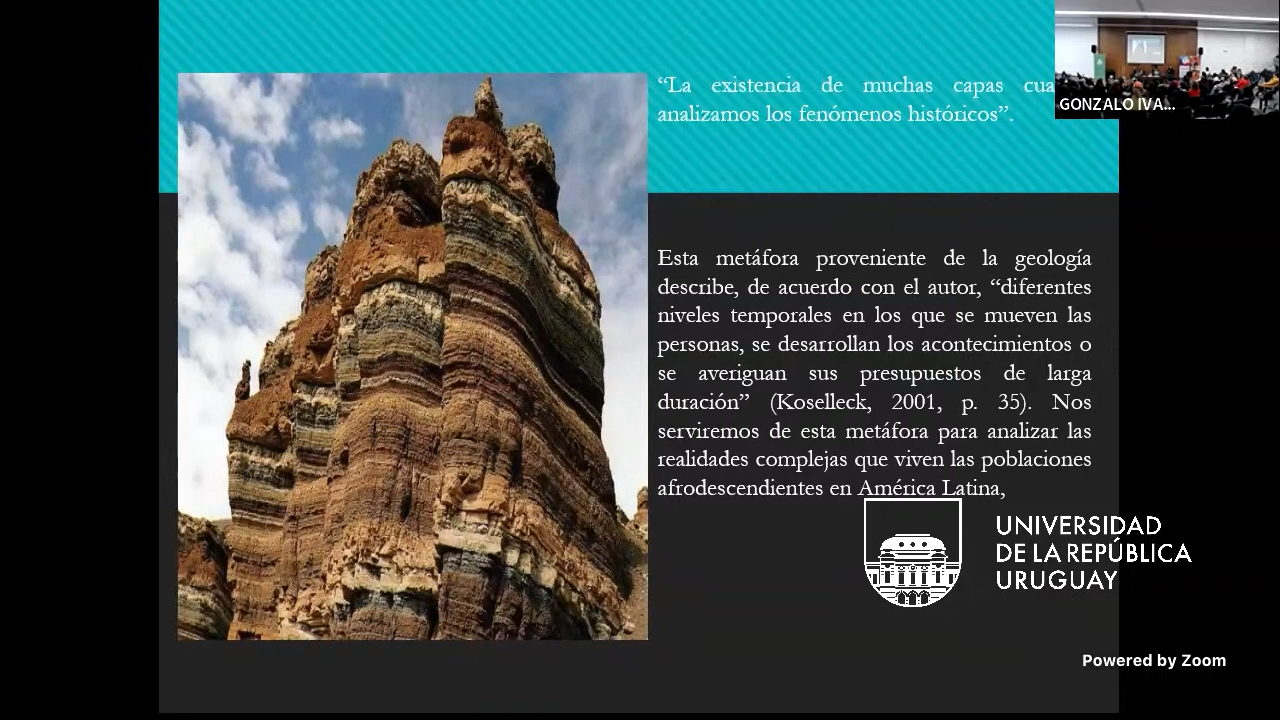 “La existencia de muchas capas
analizamos los fenómenos históricos”.
GONZALO IVA...
Esta metáfora proveniente de la geología
describe, de acuerdo con el autor, “diferentes
niveles temporales en los que se mueven las
personas, se desarrollan los acontecimientos o
se averiguan sus presupuestos de larga
duración” (Koselleck, 2001, p. 35). Nos
serviremos de esta metáfora para analizar las
realidades complejas que viven las poblaciones
afrodescendientes en América Latina,
UNIVERSIDAD
DE LA REPÚBLICA
URUGUAY
Powered by Zoom